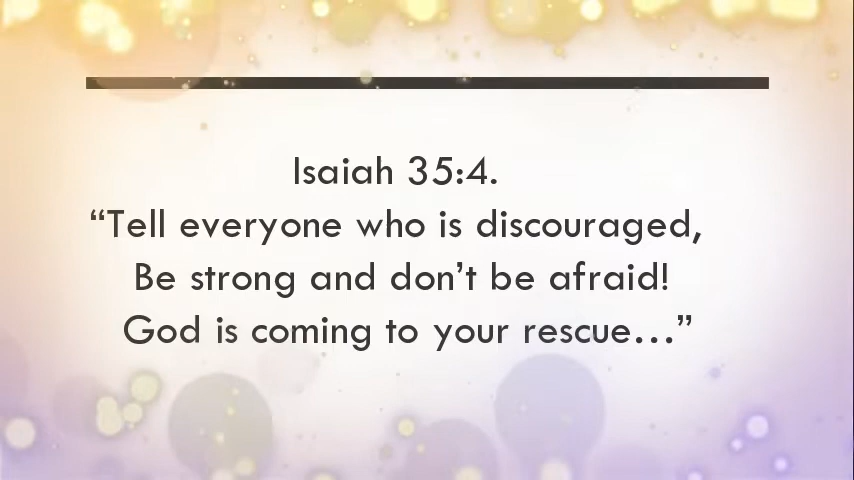 Isaiah 35:4.
“Tell everyone who is discouraged,
Be strong and don’t be afraid!
God is coming to your rescue…”